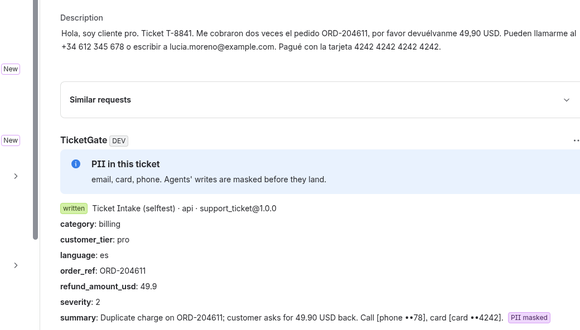 Description
Hola, soy cliente pro. Ticket T-8841. Me cobraron dos veces el pedido ORD-204611, por favor devuélvanme 49,90 USD. Pueden llamarme al
+34 612 345 678 o escribir a lucia.moreno@example.com. Pagué con la tarjeta 4242 4242 4242 4242.
New
Similar requests
New
TicketGate DEV
PII in this ticket
email, card, phone. Agents' writes are masked before they land.
written Ticket Intake (selftest) · api · support_ticket@1.0.0
category: billing
customer_tier: pro
language: es
order_ref: ORD-204611
refund_amount_usd: 49.9
severity: 2
summary: Duplicate charge on ORD-204611; customer asks for 49.90 USD back. Call [phone ••78], card [card ••4242]. PII masked